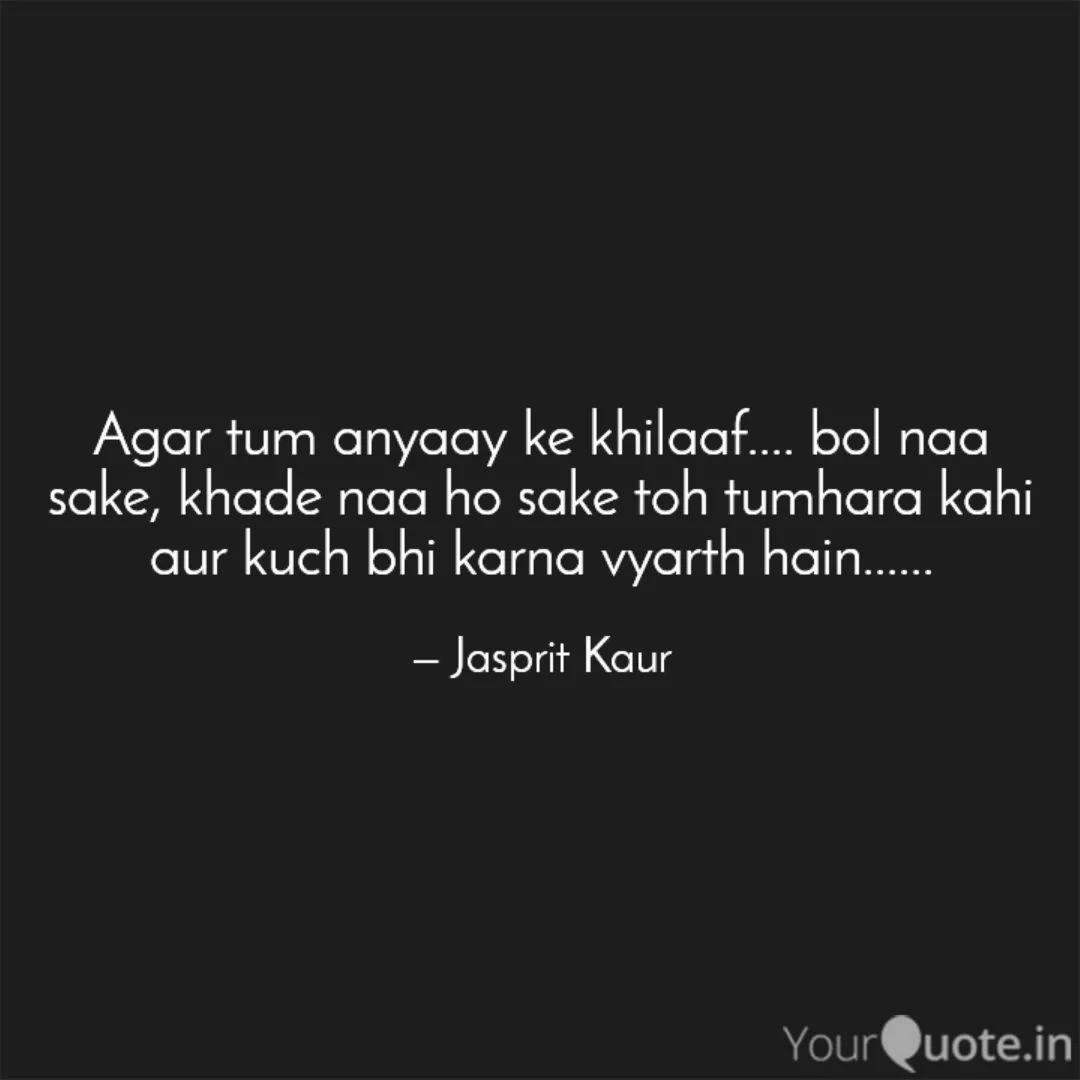 Agar tum anyaay ke khilaaf.... bol naa
sake, khade naa ho sake toh tumhara kahi
aur kuch bhi karna vyarth hain......
– Jasprit Kaur
YourQuote.in